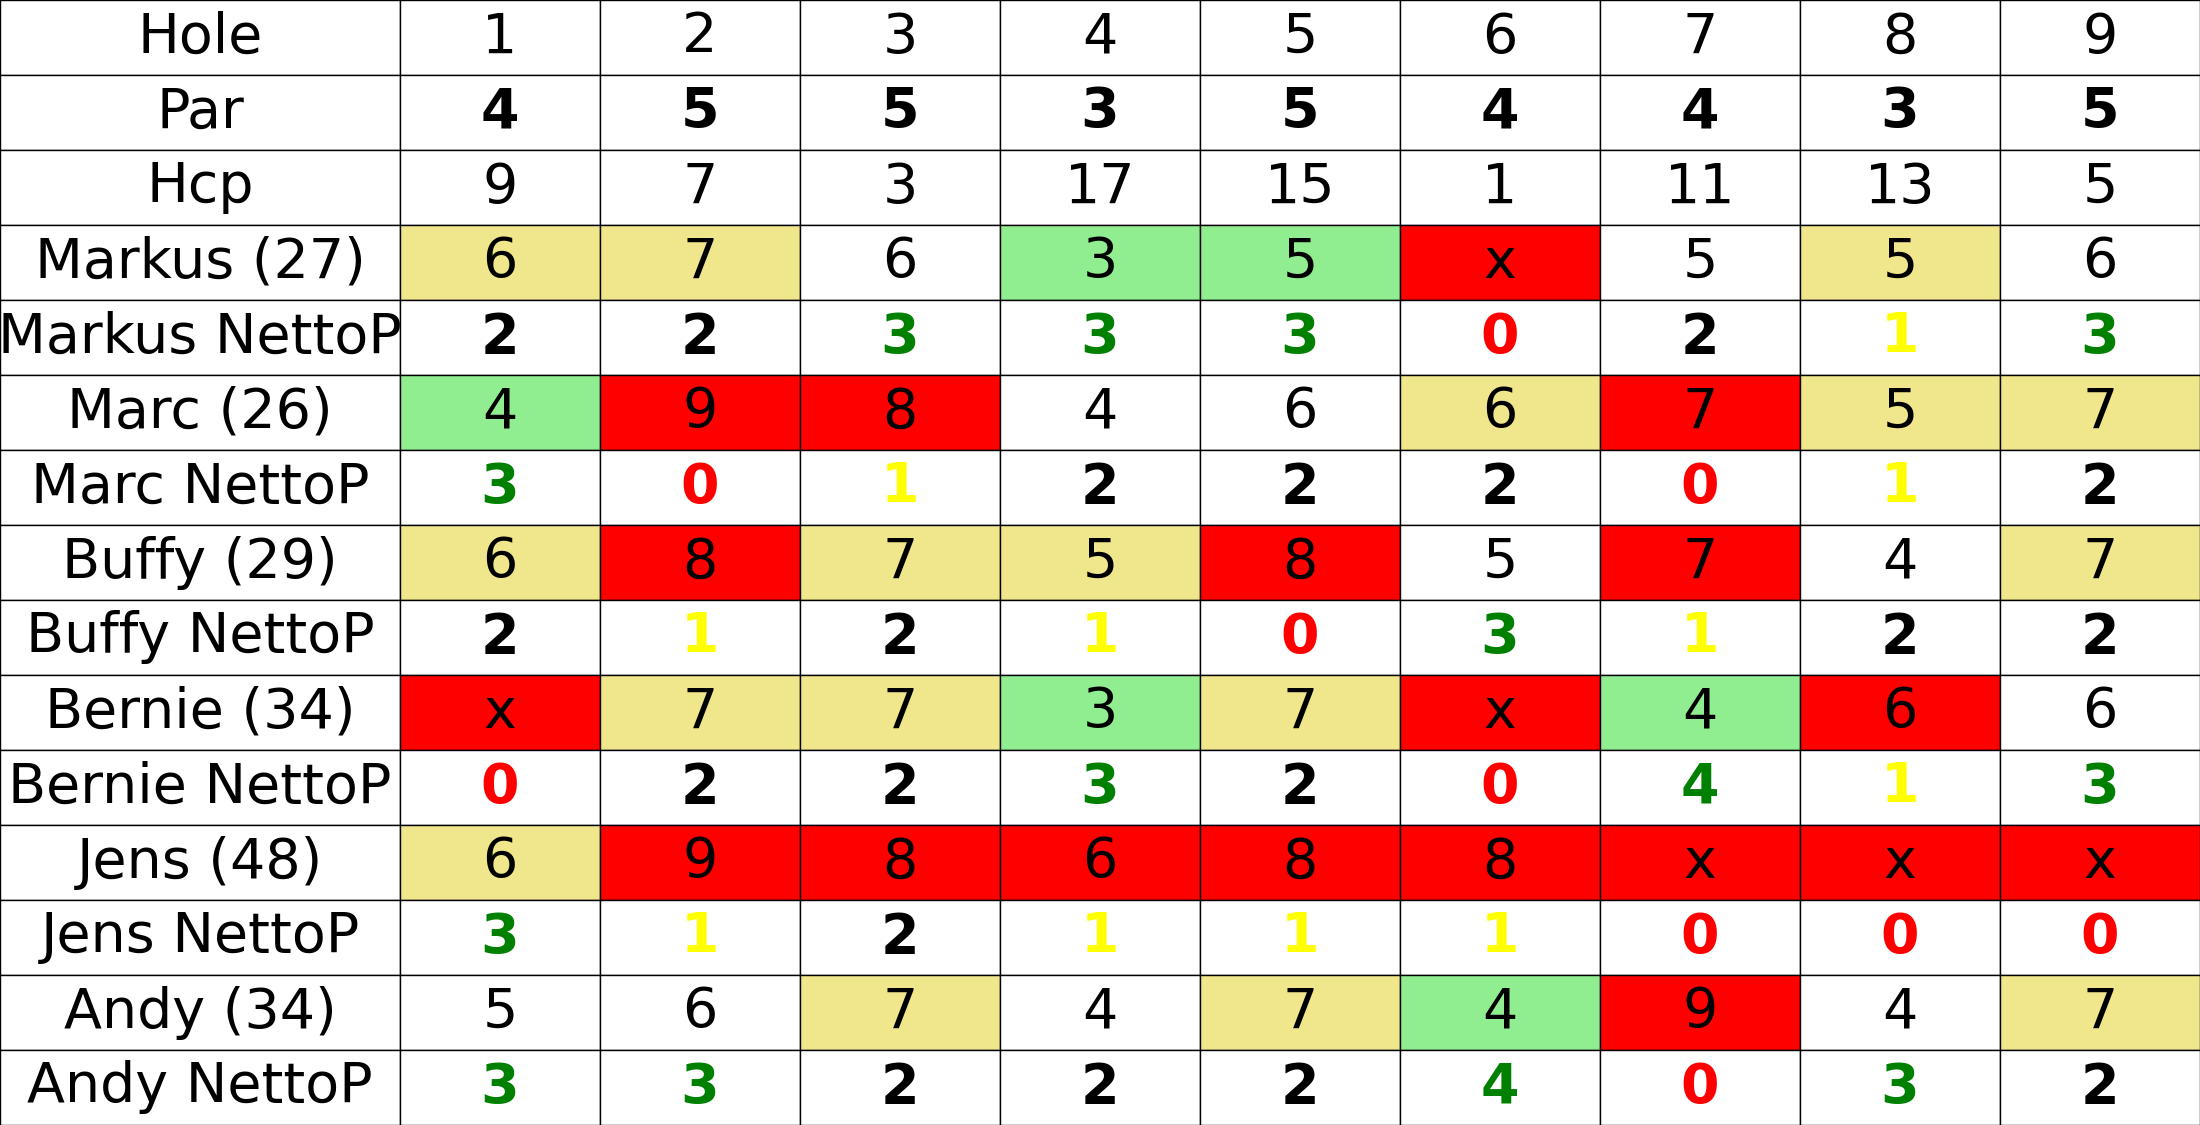 Hole 1 2 3 4 5 6 7 8 9
Par 4 5 5 3 5 4 4 3 5
Hcp 9 7 3 17 15 1 11 13 5
Markus (27) 6 7 6 3 5 x 5 5 6
Markus NettoP 2 2 3 3 3 0 2 1 3
Marc (26) 4 9 8 4 6 6 7 5 7
Marc NettoP 3 0 1 2 2 2 0 1 2
Buffy (29) 6 8 7 5 8 5 7 4 7
Buffy NettoP 2 1 2 1 0 3 1 2 2
Bernie (34) x 7 7 3 7 x 4 6 6
Bernie NettoP 0 2 2 3 2 0 4 1 3
Jens (48) 6 9 8 6 8 8 x x x
Jens NettoP 3 1 2 1 1 1 0 0 0
Andy (34) 5 6 7 4 7 4 9 4 7
Andy NettoP 3 3 2 2 2 4 0 3 2